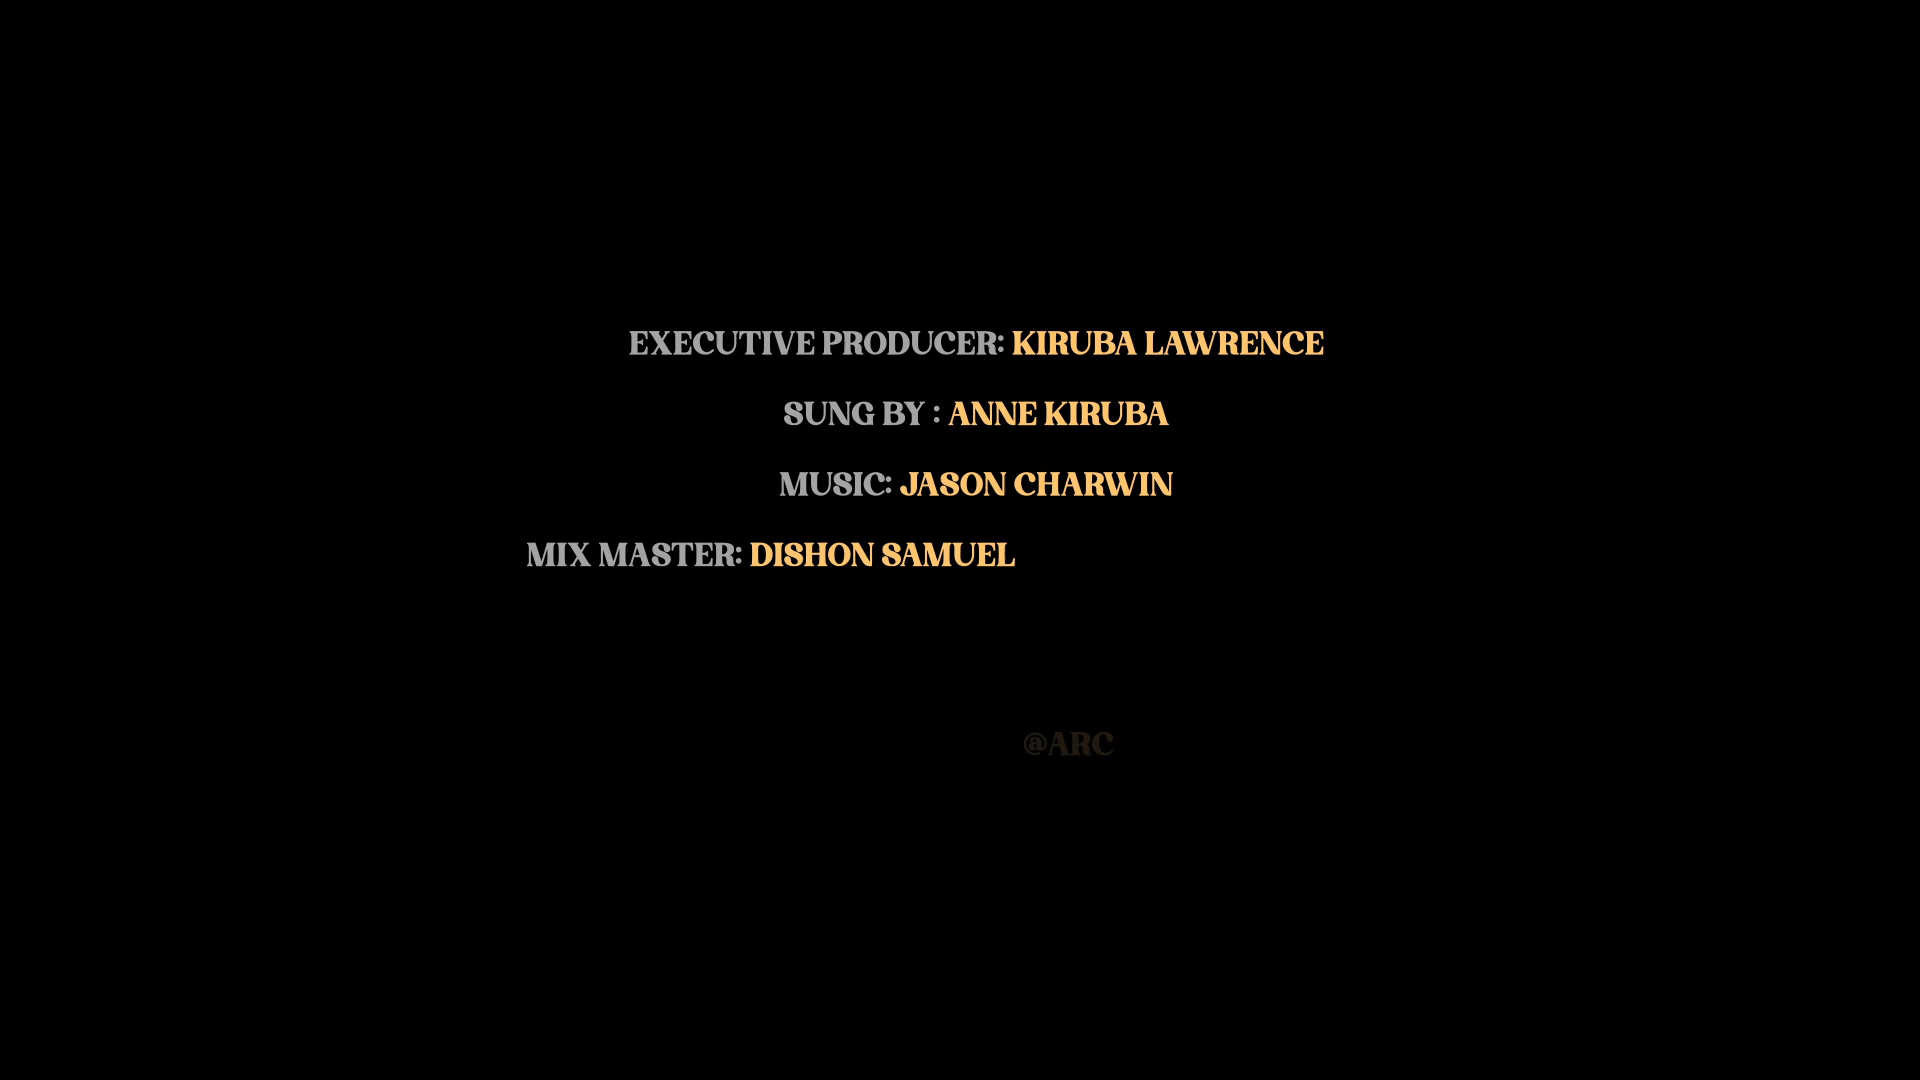 EXECUTIVE PRODUCER: KIRUBA LAWRENCE
SUNG BY : ANNE KIRUBA
MUSIC: JASON CHARWIN
MIX MASTER: DISHON SAMUEL
@ARC